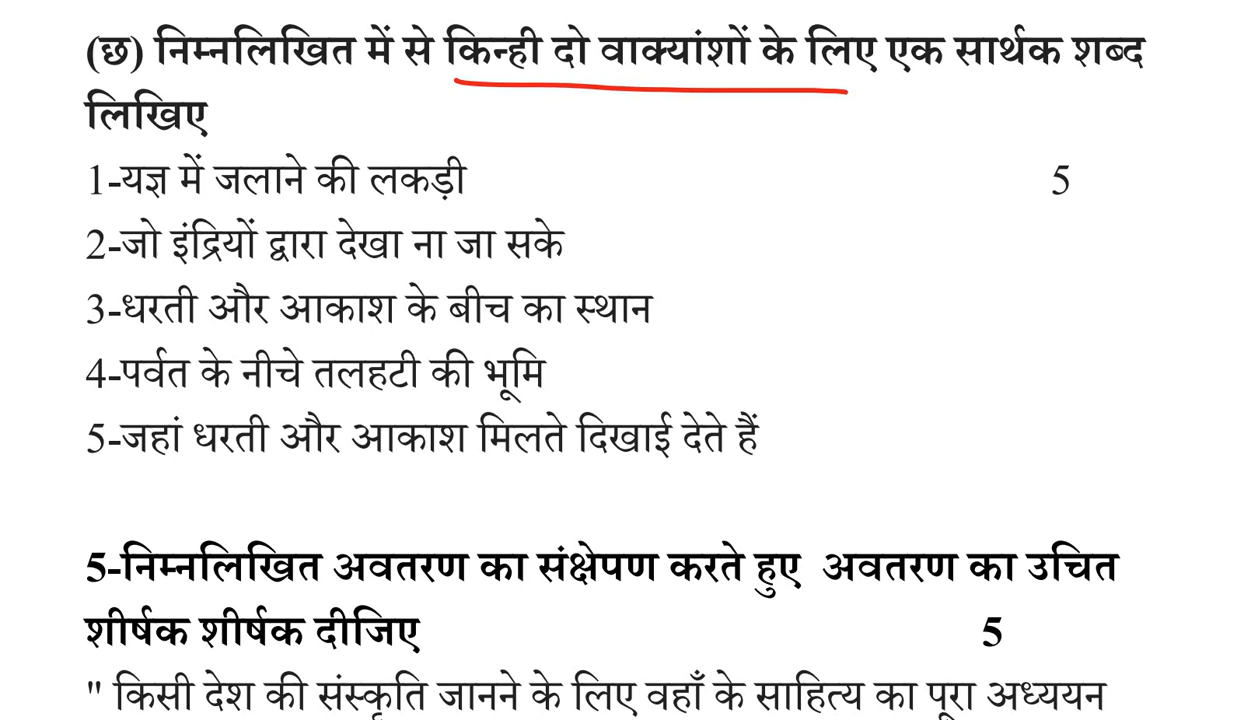 (छ) निम्नलिखित में से किन्ही दो वाक्यांशों के लिए एक सार्थक शब्द
लिखिए
1-यज्ञ में जलाने की लकड़ी 5
2-जो इंद्रियों द्वारा देखा ना जा सके
3-धरती और आकाश के बीच का स्थान
4-पर्वत के नीचे तलहटी की भूमि
5-जहां धरती और आकाश मिलते दिखाई देते हैं
5-निम्नलिखित अवतरण का संक्षेपण करते हुए अवतरण का उचित
शीर्षक शीर्षक दीजिए 5
" किसी देश की संस्कृति जानने के लिए वहाँ के साहित्य का पूरा अध्ययन